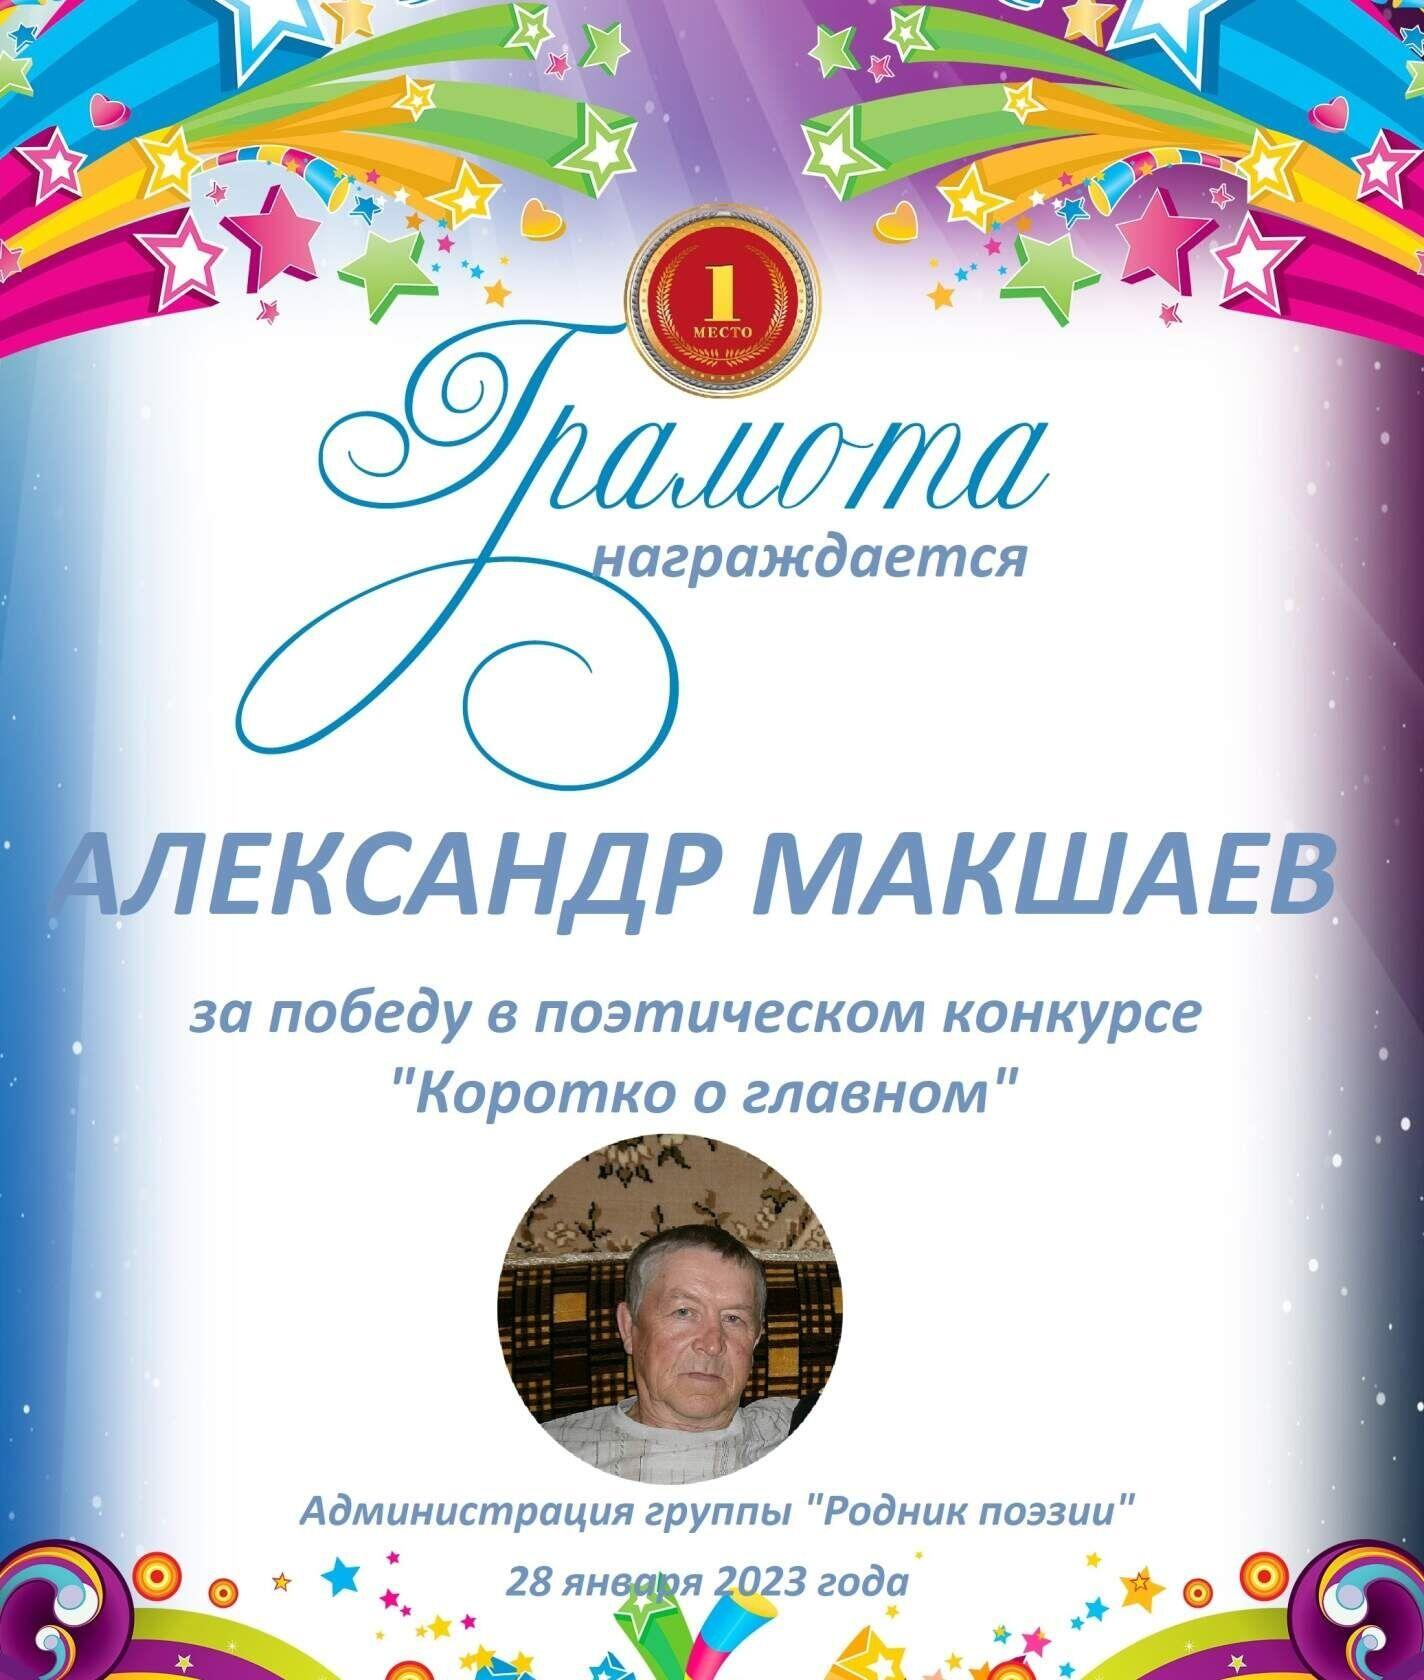 1
МЕСТО
Грамота
награждается
АЛЕКСАНДР МАКШАЕВ
за победу в поэтическом конкурсе
"Коротко о главном"
Администрация группы "Родник поэзии"
28 января 2023 года